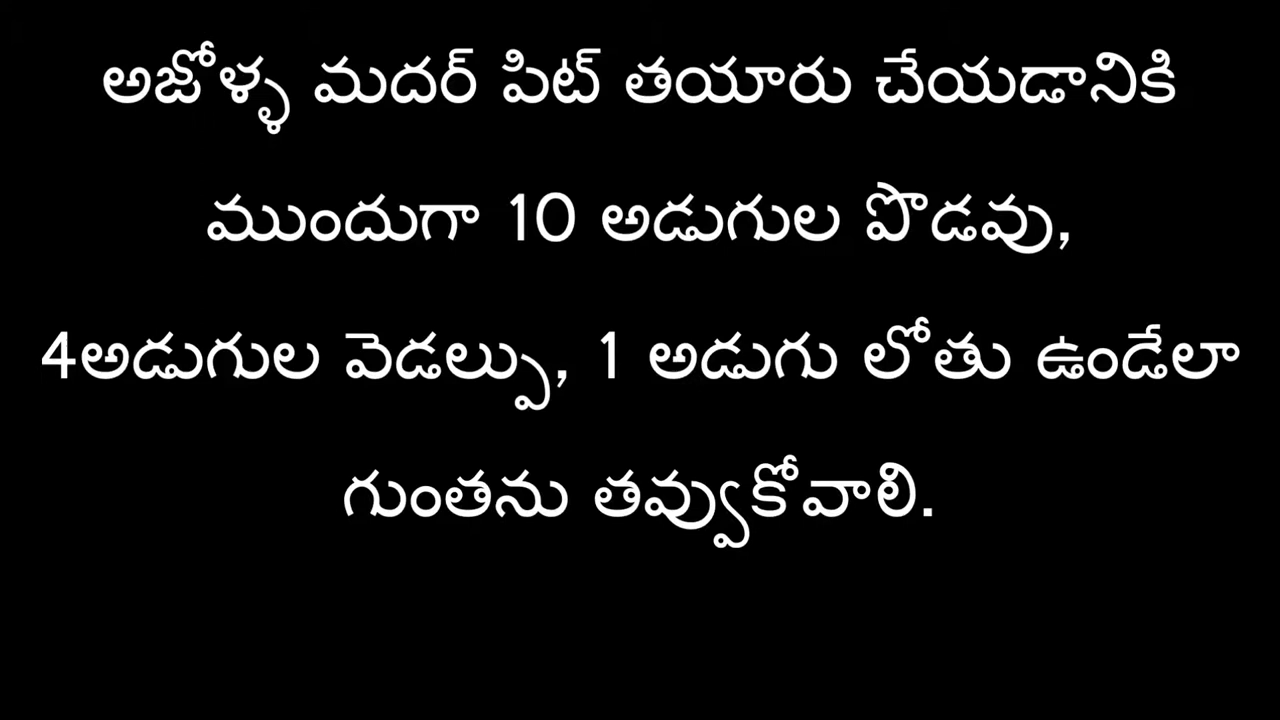 అజోళ్ళ మదర్ పిట్ తయారు చేయడానికి
ముందుగా 10 అడుగుల పొడవు,
4అడుగుల వెడల్పు, 1 అడుగు లోతు ఉండేలా
గుంతను తవ్వుకోవాలి.